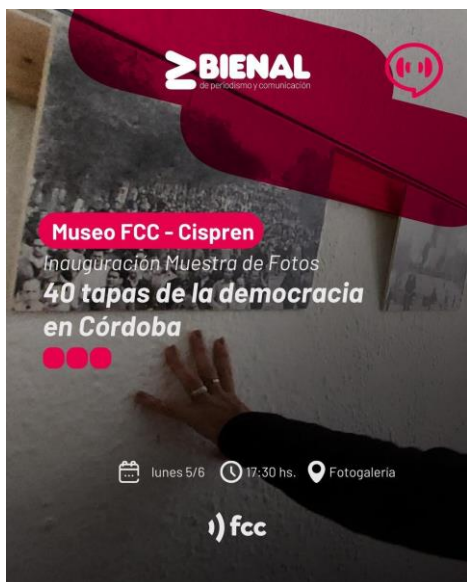 BIENAL
de periodismo y comunicación
Museo FCC - Cispren
Inauguración Muestra de Fotos
40 tapas de la democracia
en Córdoba
lunes 5/6
17:30 hs.
Fotogalería
fcc